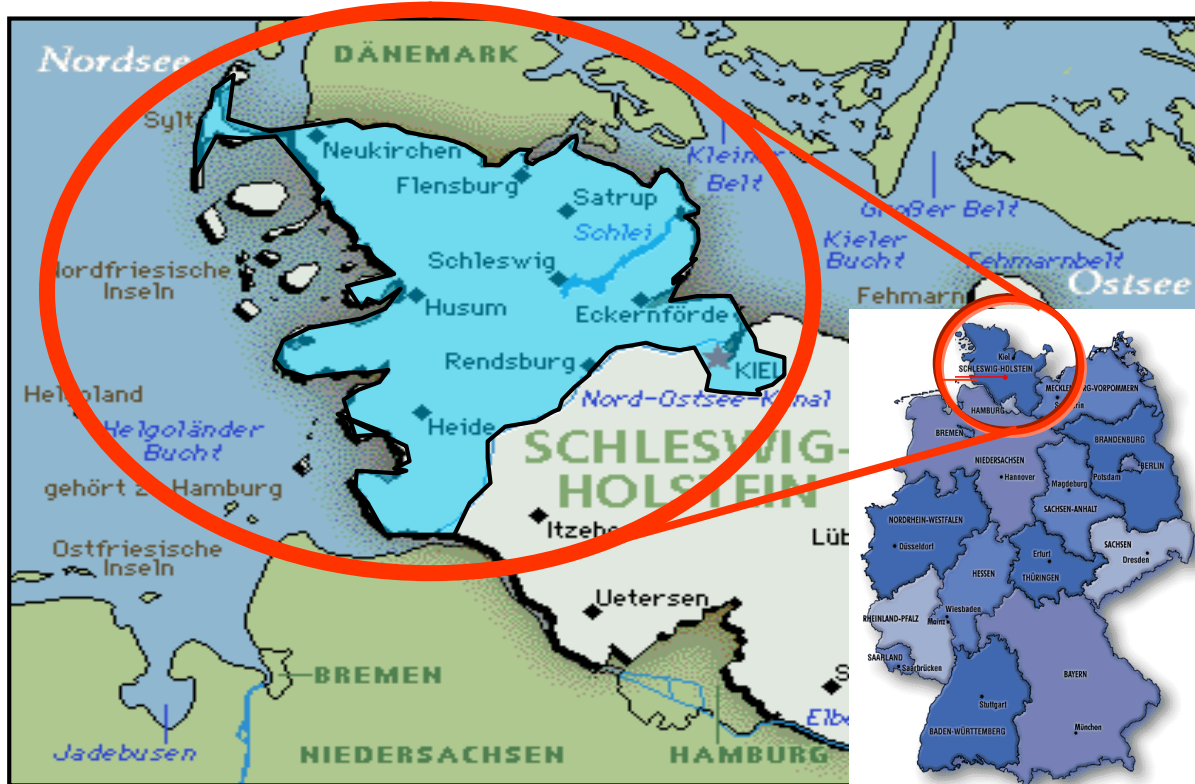 Nordsee
DÄNEMARK
Sylt
Neukirchen
Flensburg
Kleiner
Belt
Satrup
Großer Belt
Schlei
Kieler
Bucht
Fehmarnbelt
Nordfriesische
Inseln
Schleswig
Ostsee
Fehmarn
Husum
Eckernförde
Rendsburg
KIEL
Helgoland
Nord-Ostsee-Kanal
Heide
Helgoländer
Bucht
SCHLESWIG-
HOLSTEIN
gehört
Hamburg
Itzeho
Lüb
Ostfriesische
Inseln
Uetersen
BREMEN
Elbe
Jadebusen
NIEDERSACHSEN
HAMBURG
Kiel
SCHLESWIG-HOLSTEIN
MECKLENBURG-VORPOMMERN
HAMBURG
BREMEN
BRANDENBURG
NIEDERSACHSEN
BERLIN
Hannover
Magdeburg
Potsdam
SACHSEN-ANHALT
NORDRHEIN-WESTFALEN
Düsseldorf
SACHSEN
Dresden
Erfurt
THÜRINGEN
HESSEN
Wiesbaden
RHEINLAND-PFALZ
Mainz
SAARLAND
Saarbrücken
BAYERN
Stuttgart
BADEN-WÜRTTEMBERG
München